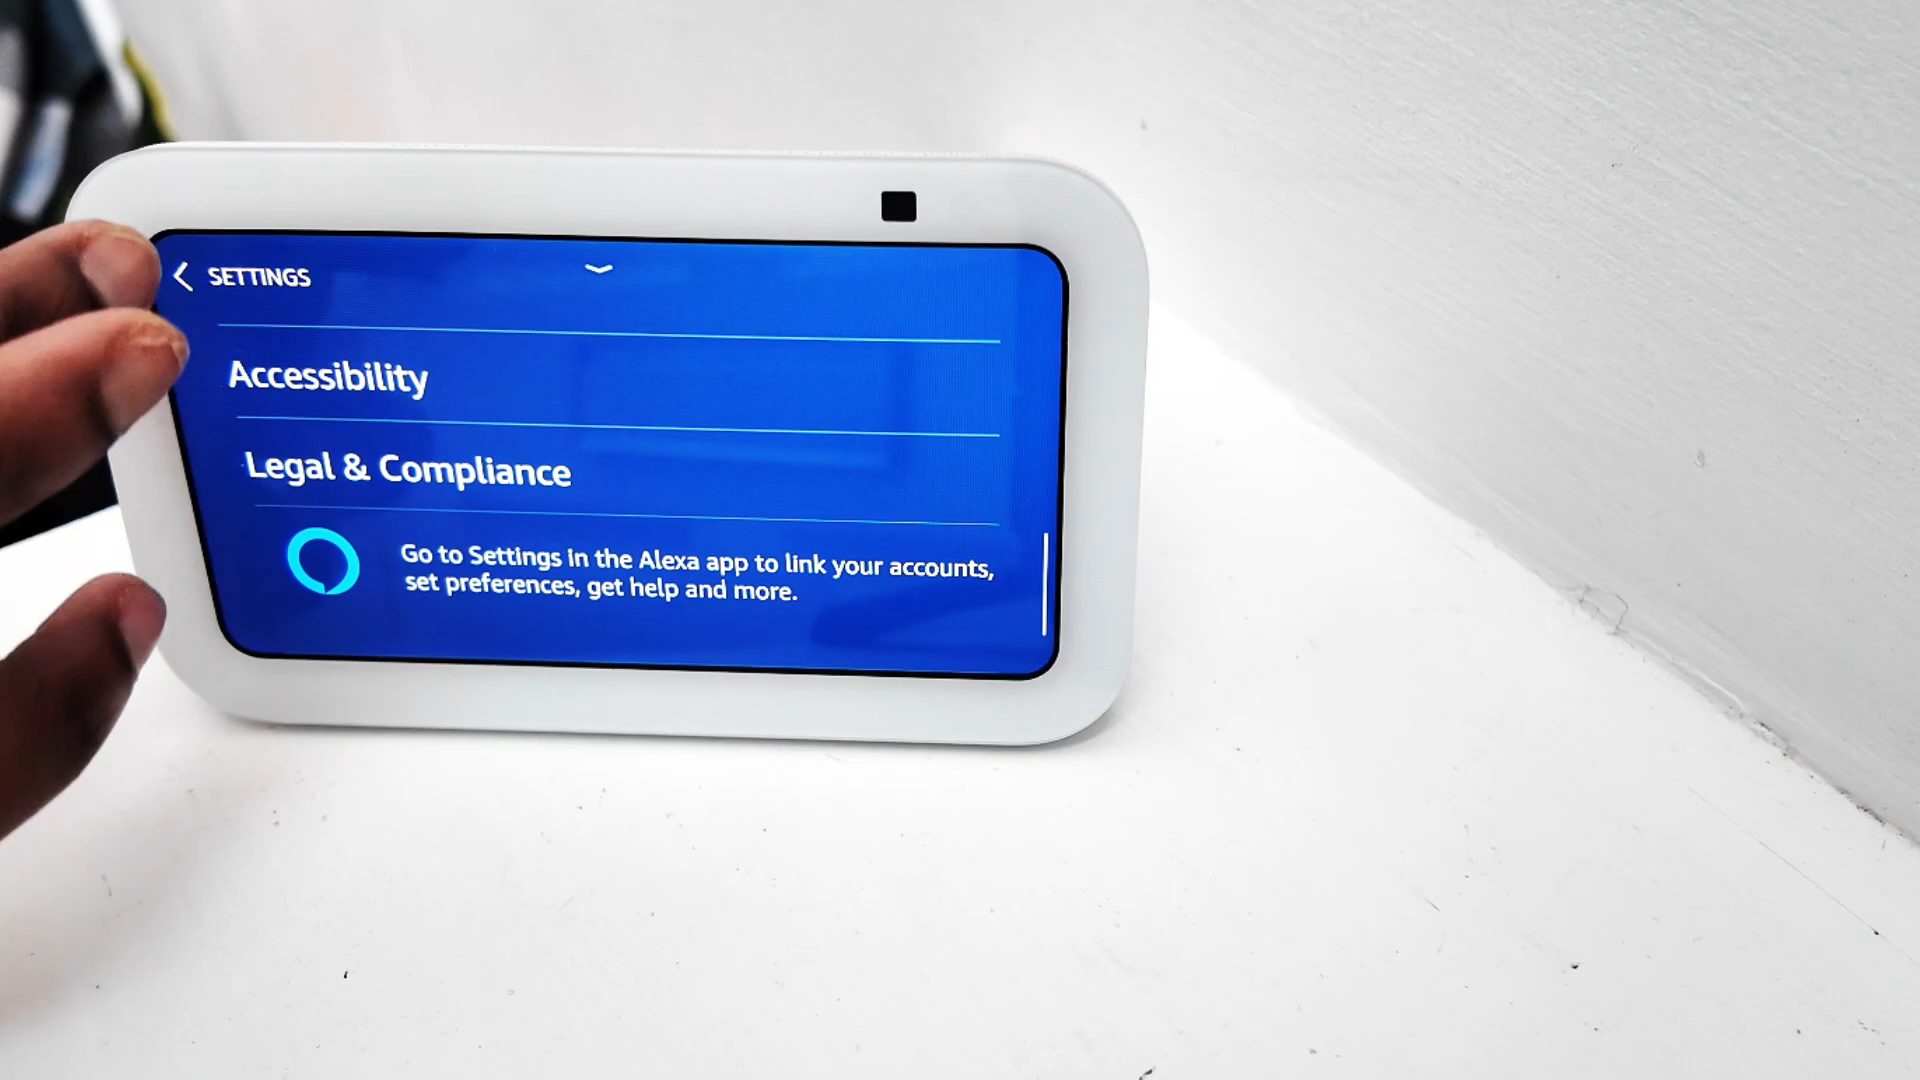 SETTINGS
Accessibility
Legal & Compliance
Go to Settings in the Alexa app to link your accounts,
set preferences, get help and more.